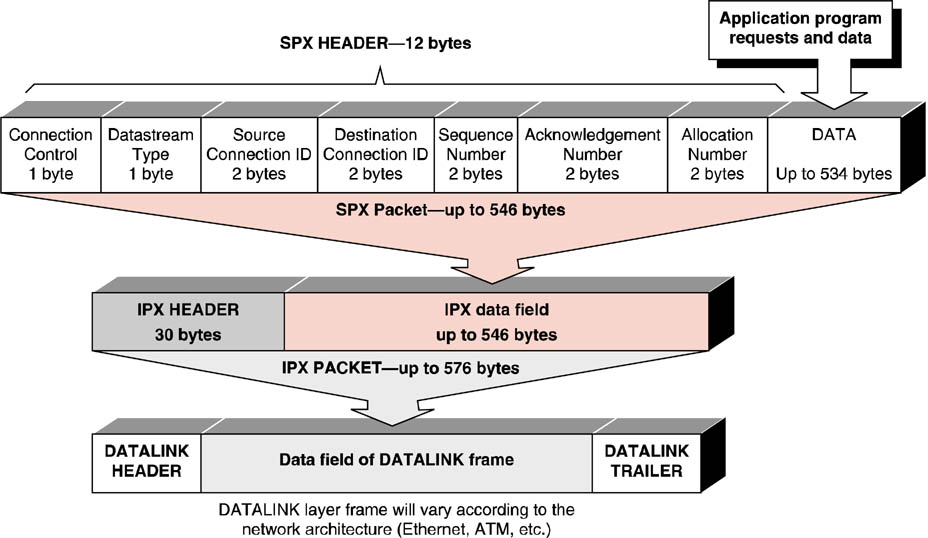 Application program
requests and data
SPX HEADER—12 bytes
Connection
Control
1 byte
Datastream
Type
1 byte
Source
Connection ID
2 bytes
Destination
Connection ID
2 bytes
Sequence
Number
2 bytes
Acknowledgement
Number
2 bytes
Allocation
Number
2 bytes
DATA
Up to 534 bytes
SPX Packet—up to 546 bytes
IPX HEADER
30 bytes
IPX data field
up to 546 bytes
IPX PACKET—up to 576 bytes
DATALINK
HEADER
Data field of DATALINK frame
DATALINK
TRAILER
DATALINK layer frame will vary according to the
network architecture (Ethernet, ATM, etc.)